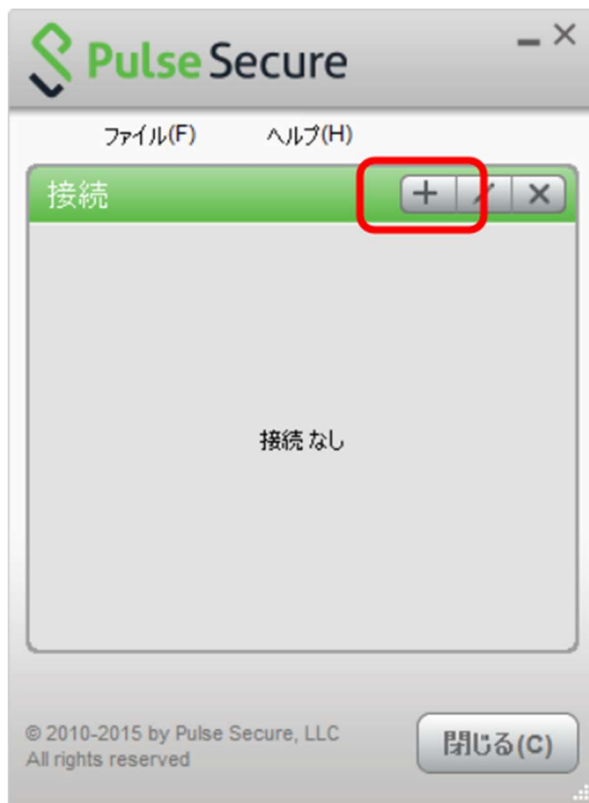 Pulse Secure
ファイル(F) ヘルプ(H)
接続
接続なし
© 2010-2015 by Pulse Secure, LLC
All rights reserved
閉じる(C)